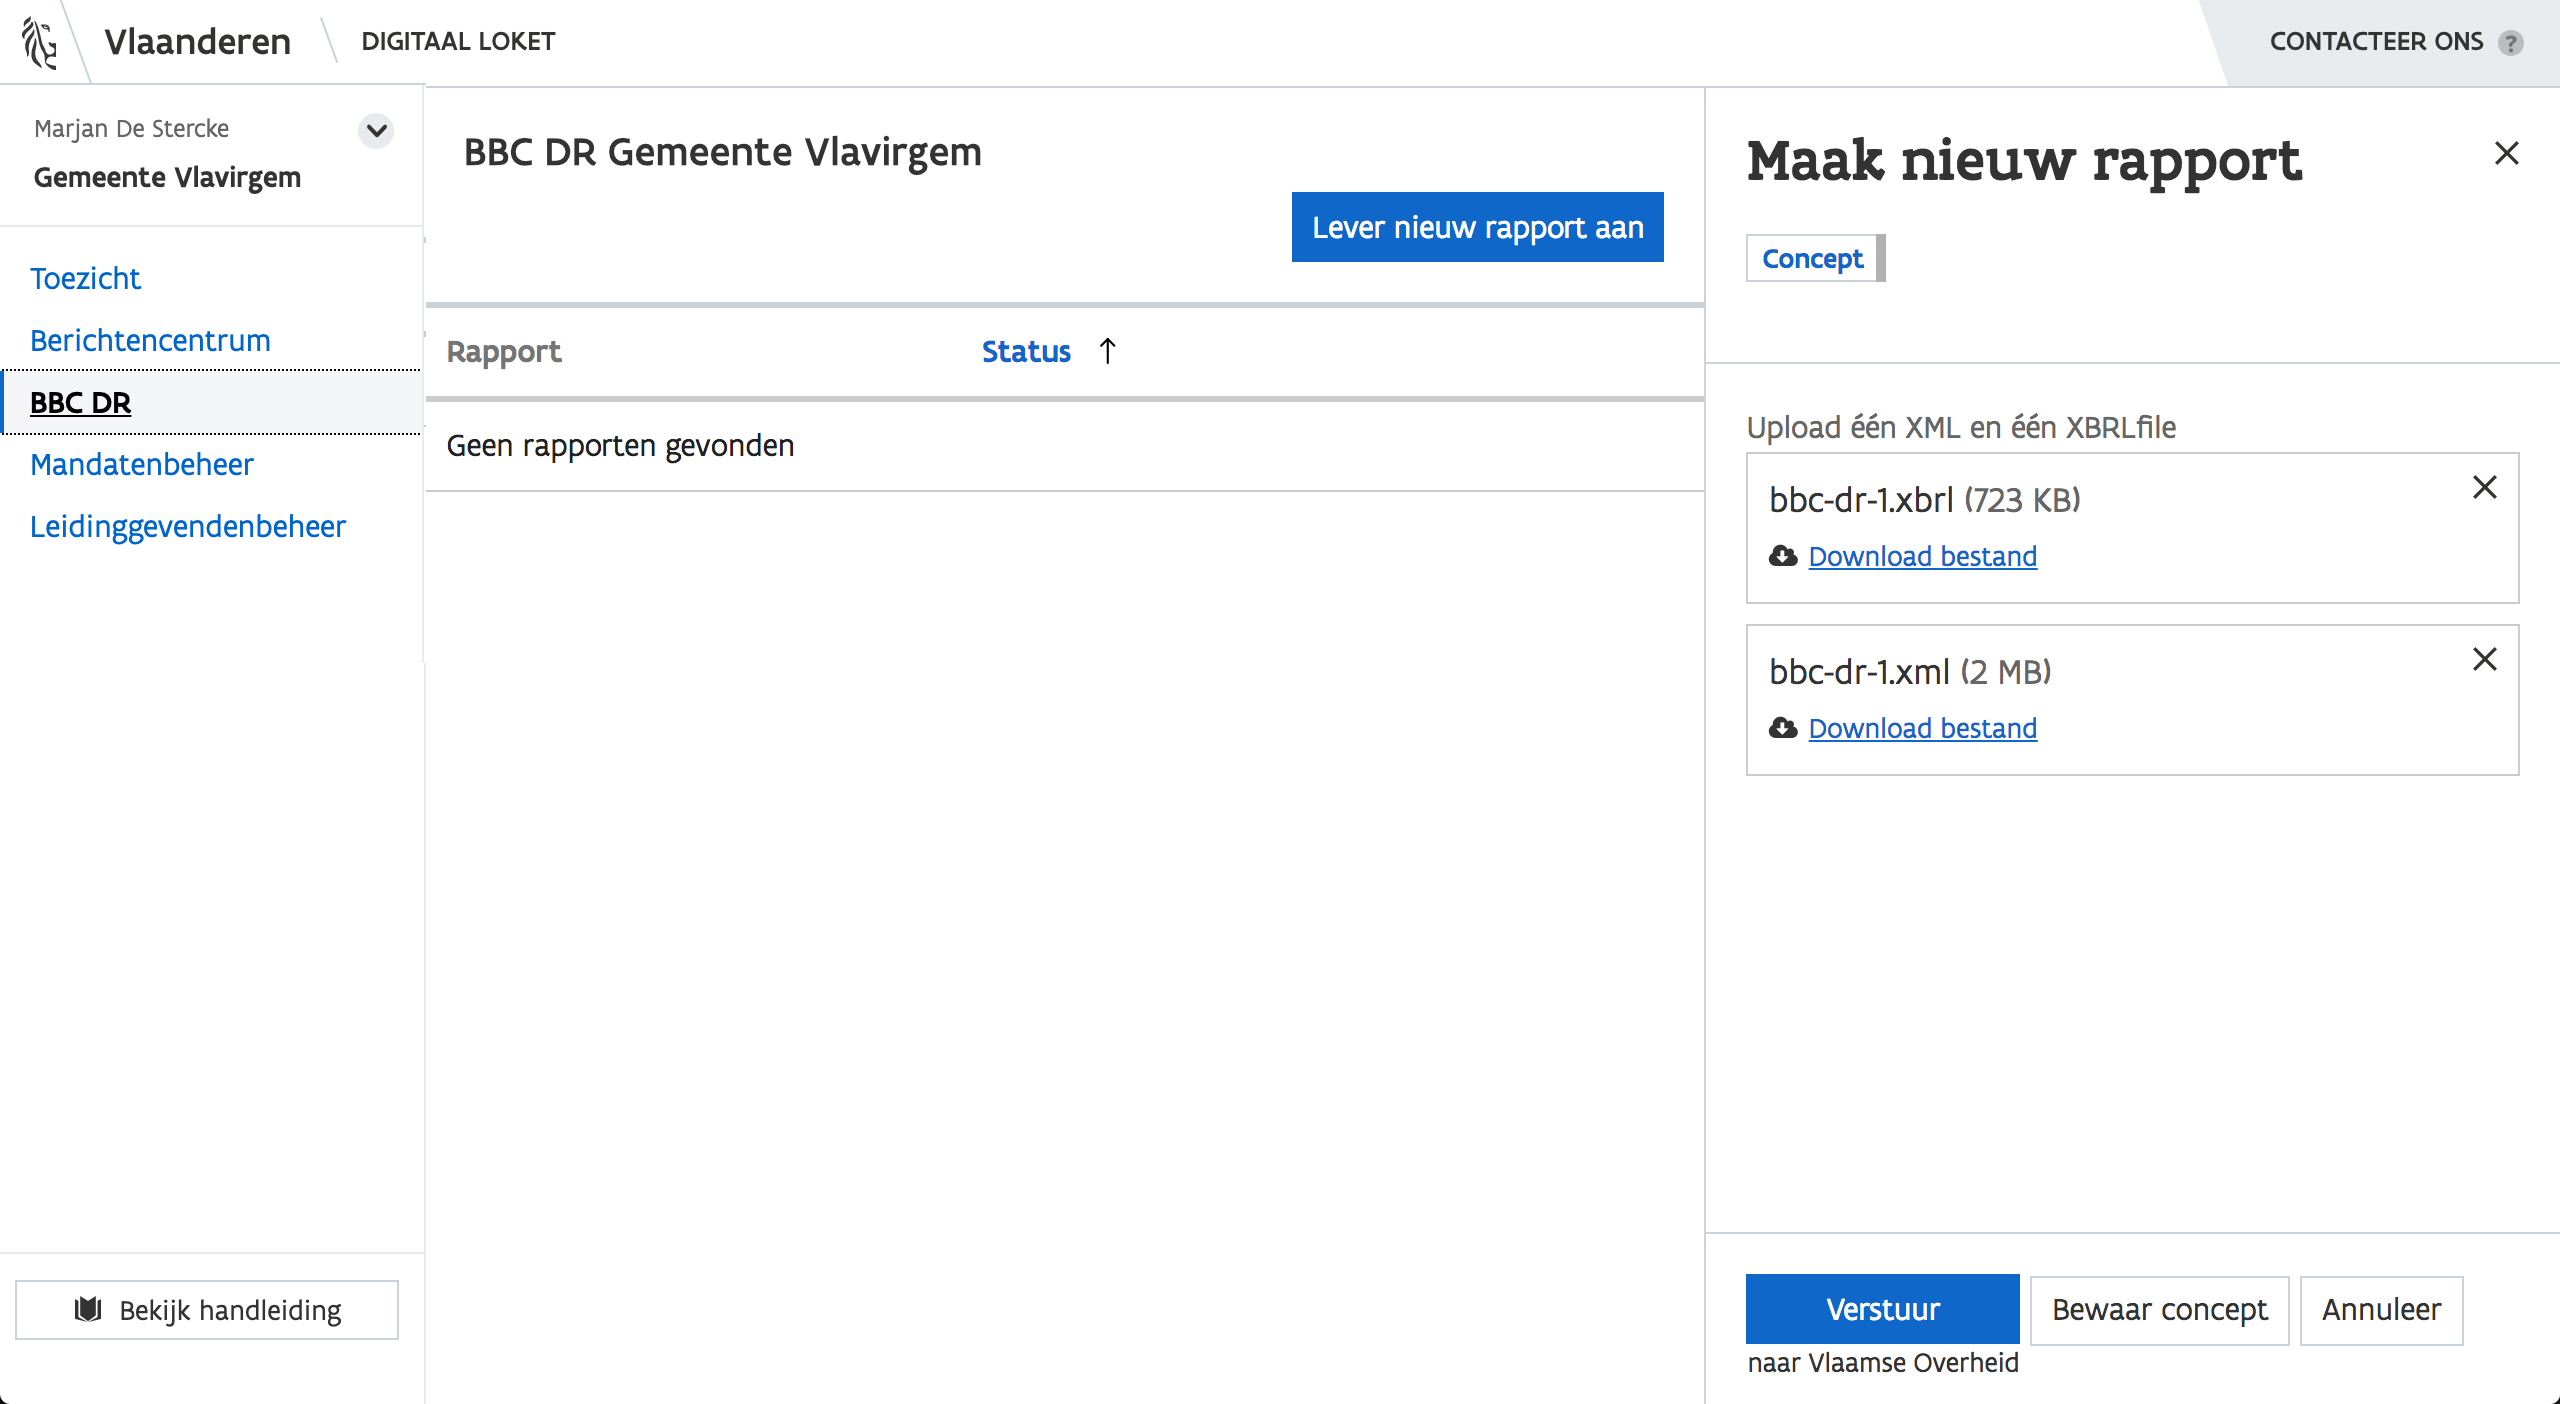 Vlaanderen
DIGITAAL LOKET
CONTACTEER ONS ?
Marjan De Stercke
Gemeente Vlavirgem
Toezicht
Berichtencentrum
BBC DR
Mandatenbeheer
Leidinggevendenbeheer
Bekijk handleiding
BBC DR Gemeente Vlavirgem
Lever nieuw rapport aan
Rapport Status ↑
Geen rapporten gevonden
Maak nieuw rapport
Concept
Upload één XML en één XBRLfile
bbc-dr-1.xbrl (723 KB)
Download bestand
bbc-dr-1.xml (2 MB)
Download bestand
Verstuur
naar Vlaamse Overheid
Bewaar concept
Annuleer